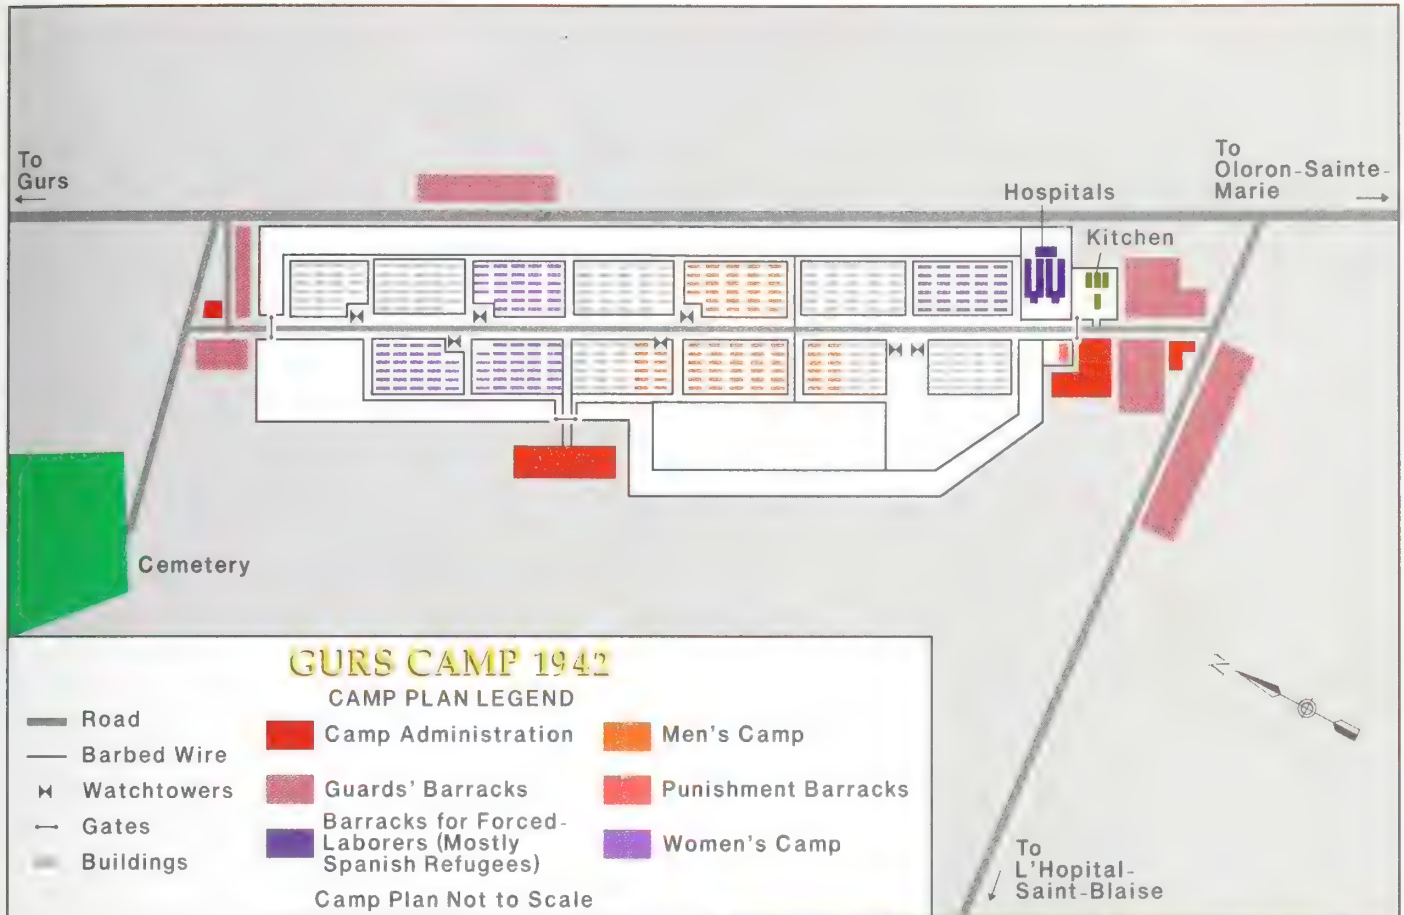 To
Gurs
To
Oloron-Sainte-
Marie
Hospitals
Kitchen
Cemetery
GURS CAMP 1942
CAMP PLAN LEGEND
Road
Barbed Wire
Watchtowers
Gates
Buildings
Camp Administration
Guards' Barracks
Barracks for Forced-
Laborers (Mostly
Spanish Refugees)
Men's Camp
Punishment Barracks
Women's Camp
Camp Plan Not to Scale
N
To
L'Hopital-
Saint-Blaise